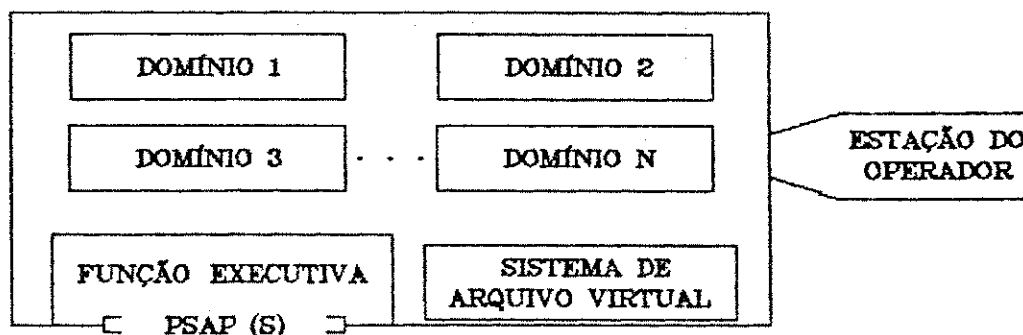 DOMÍNIO 1
DOMÍNIO 2
DOMÍNIO 3 . . . DOMÍNIO N
ESTAÇÃO DO
OPERADOR
FUNÇÃO EXECUTIVA
PSAP (S)
SISTEMA DE
ARQUIVO VIRTUAL